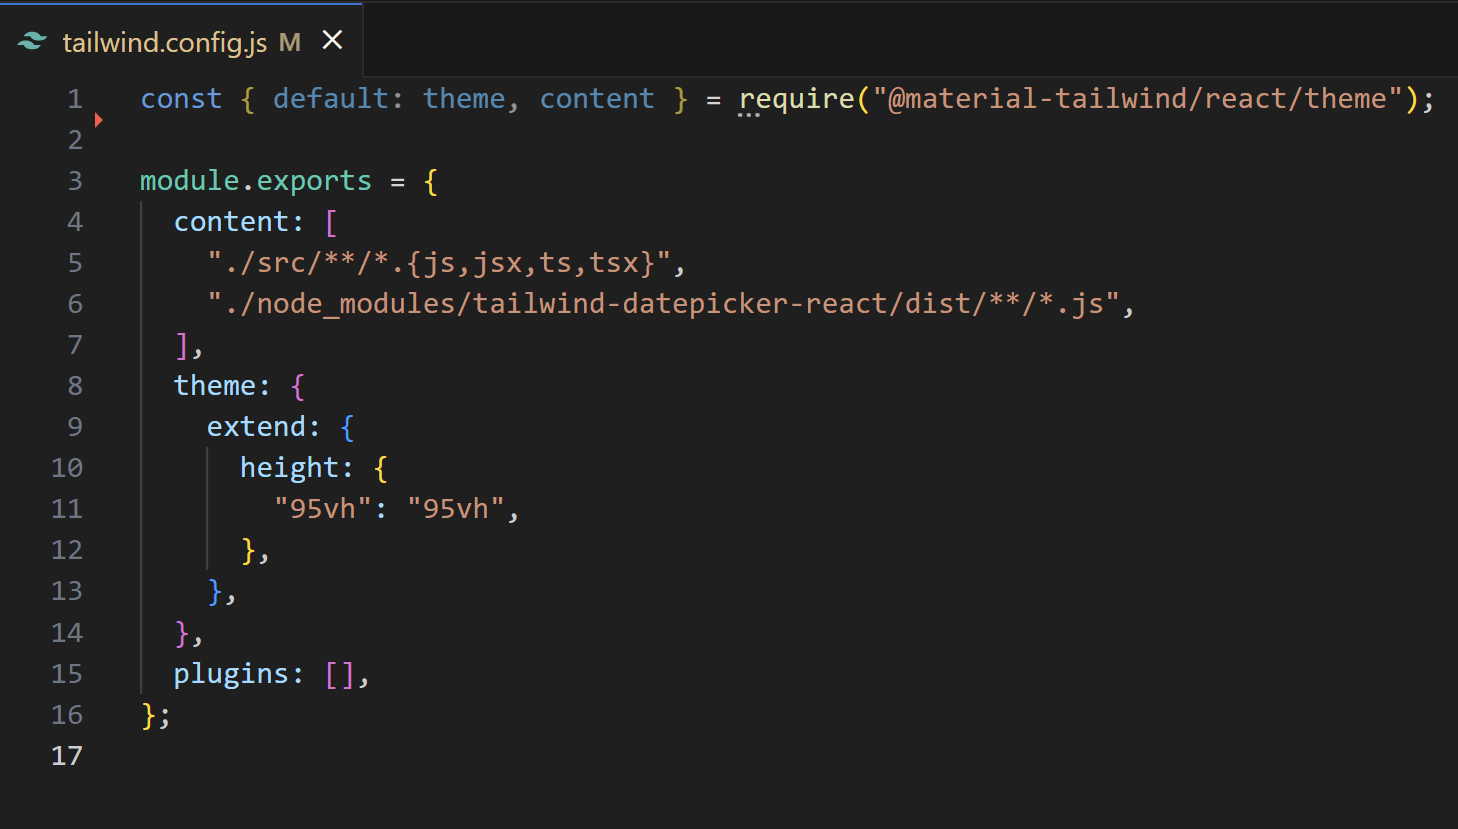 tailwind.config.js M
1 const { default: theme, content } = require("@material-tailwind/react/theme");
2
3 module.exports = {
4   content: [
5     "./src/**/*.{js,jsx,ts,tsx}",
6     "./node_modules/tailwind-datepicker-react/dist/**/*.js",
7   ],
8   theme: {
9     extend: {
10       height: {
11         "95vh": "95vh",
12       },
13     },
14   },
15   plugins: [],
16 };
17